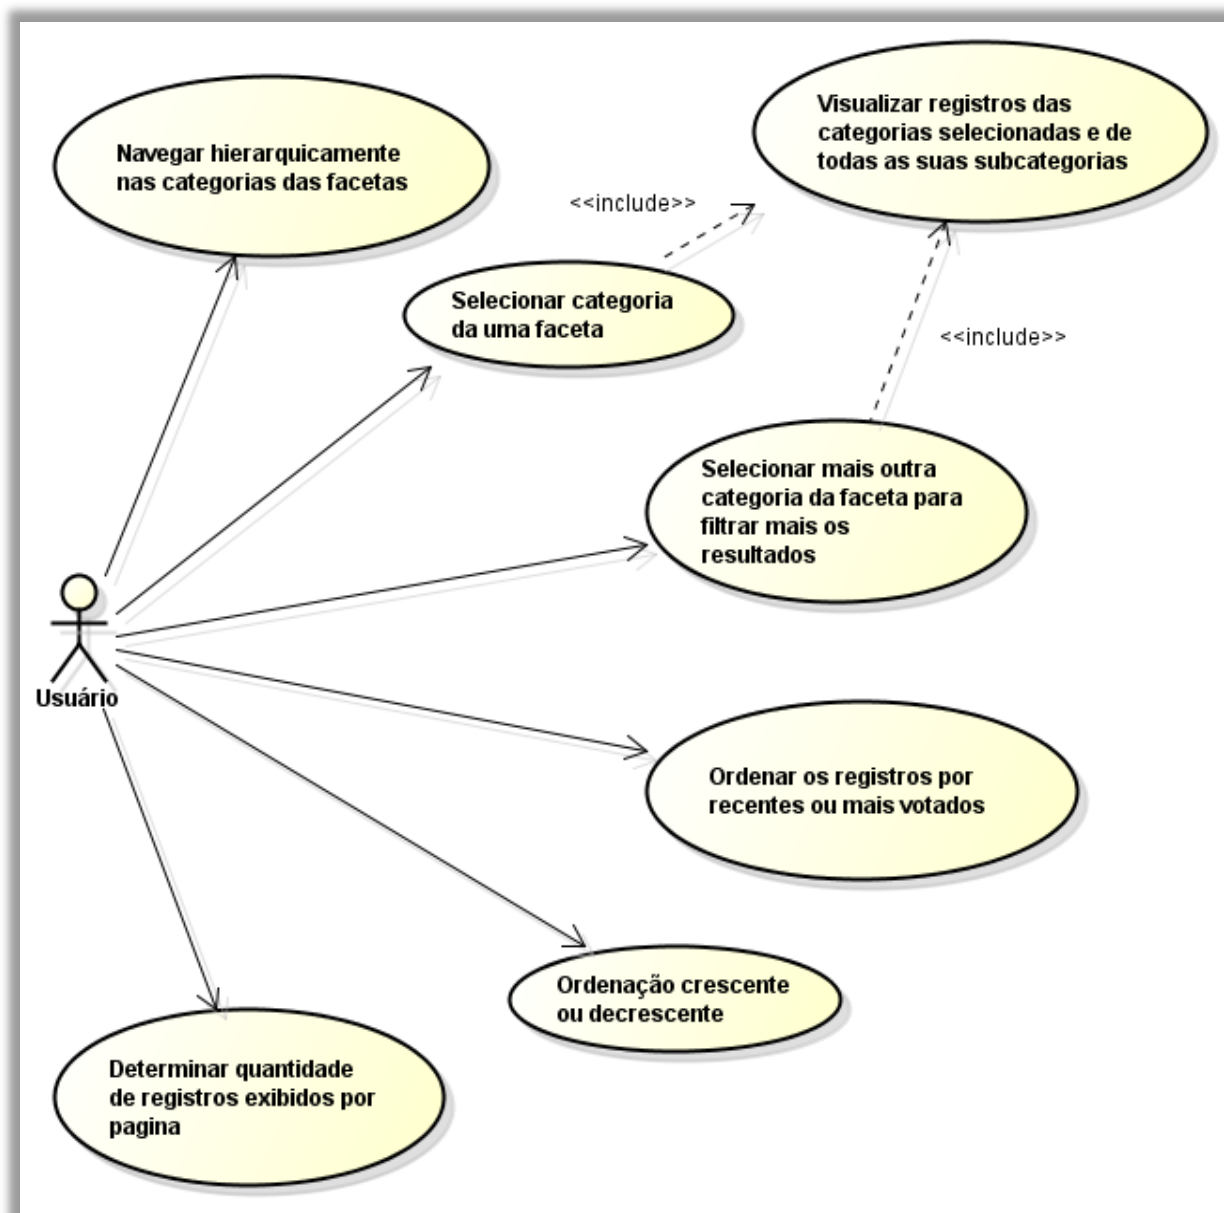 Visualizar registros das
categorias selecionadas e de
todas as suas subcategorias
Navegar hierarquicamente
nas categorias das facetas
<<include>>
Selecionar categoria
da uma faceta
<<include>>
Selecionar mais outra
categoria da faceta para
filtrar mais os
resultados
Usuário
Ordenar os registros por
recentes ou mais votados
Ordenação crescente
ou decrescente
Determinar quantidade
de registros exibidos por
pagina